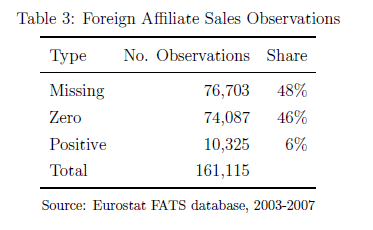 Table 3: Foreign Affiliate Sales Observations
Type No. Observations Share
Missing 76,703 48%
Zero 74,087 46%
Positive 10,325 6%
Total 161,115
Source: Eurostat FATS database, 2003-2007